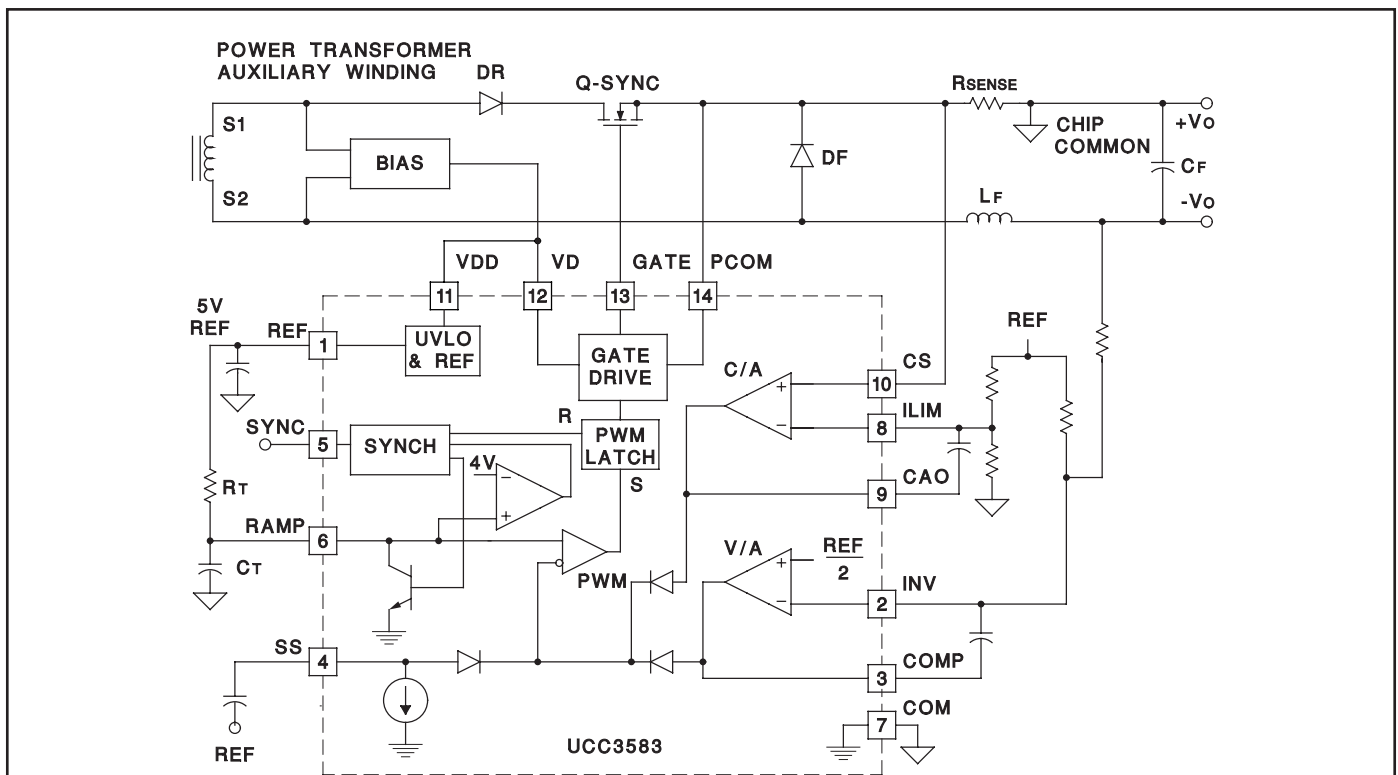 POWER TRANSFORMER
AUXILIARY WINDING
DR
Q-SYNC
RSENSE
S1
CHIP
COMMON
+VO
BIAS
DF
CF
S2
LF
-VO
VDD
VD
GATE
PCOM
11
12
13
14
5V
REF
REF
1
UVLO
& REF
GATE
DRIVE
REF
C/A
+
−
CS
10
ILIM
8
R
SYNC
5
SYNCH
PWM
LATCH
4V
−
+
S
CAO
9
RT
RAMP
6
CT
PWM
V/A
+
−
REF
2
INV
2
SS
4
COMP
3
COM
7
REF
UCC3583